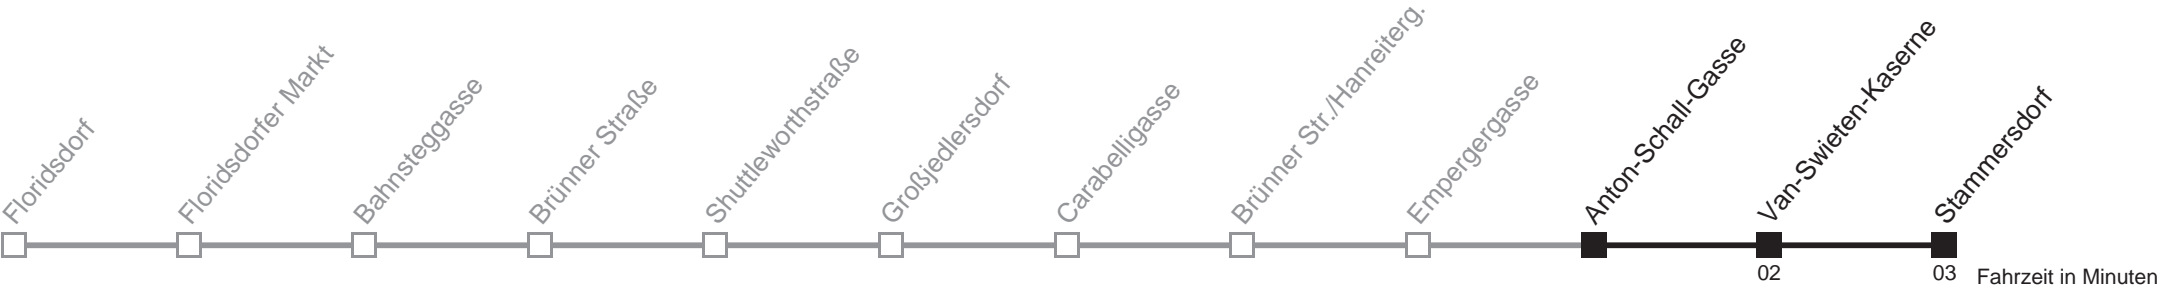 Floridsdorf
Floridsdorfer Markt
Bahnsteggasse
Brünner Straße
Shuttleworthstraße
Großjedlersdorf
Carabelligasse
Brünner Str./Hanreiterg.
Empergergasse
Anton-Schall-Gasse
Van-Swieten-Kaserne
Stammersdorf
02
03
Fahrzeit in Minuten